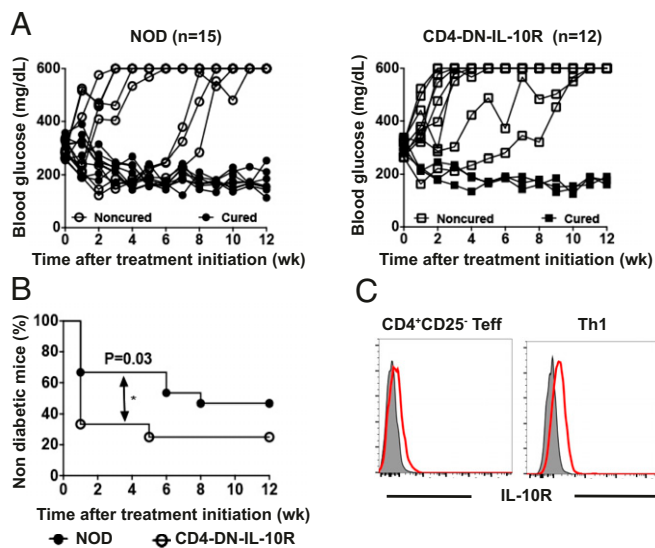 A
NOD (n=15)
CD4-DN-IL-10R (n=12)
Blood glucose (mg/dL)
600
400
200
0
Noncured
Cured
0 2 4 6 8 10 12
Time after treatment initiation (wk)
Blood glucose (mg/dL)
600
400
200
0
Noncured
Cured
0 2 4 6 8 10 12
Time after treatment initiation (wk)
B
Non diabetic mice (%)
100
80
60
40
20
0
P=0.03
*
0 2 4 6 8 10 12
Time after treatment initiation (wk)
NOD
CD4-DN-IL-10R
C
CD4⁺CD25⁻ Teff
Th1
IL-10R